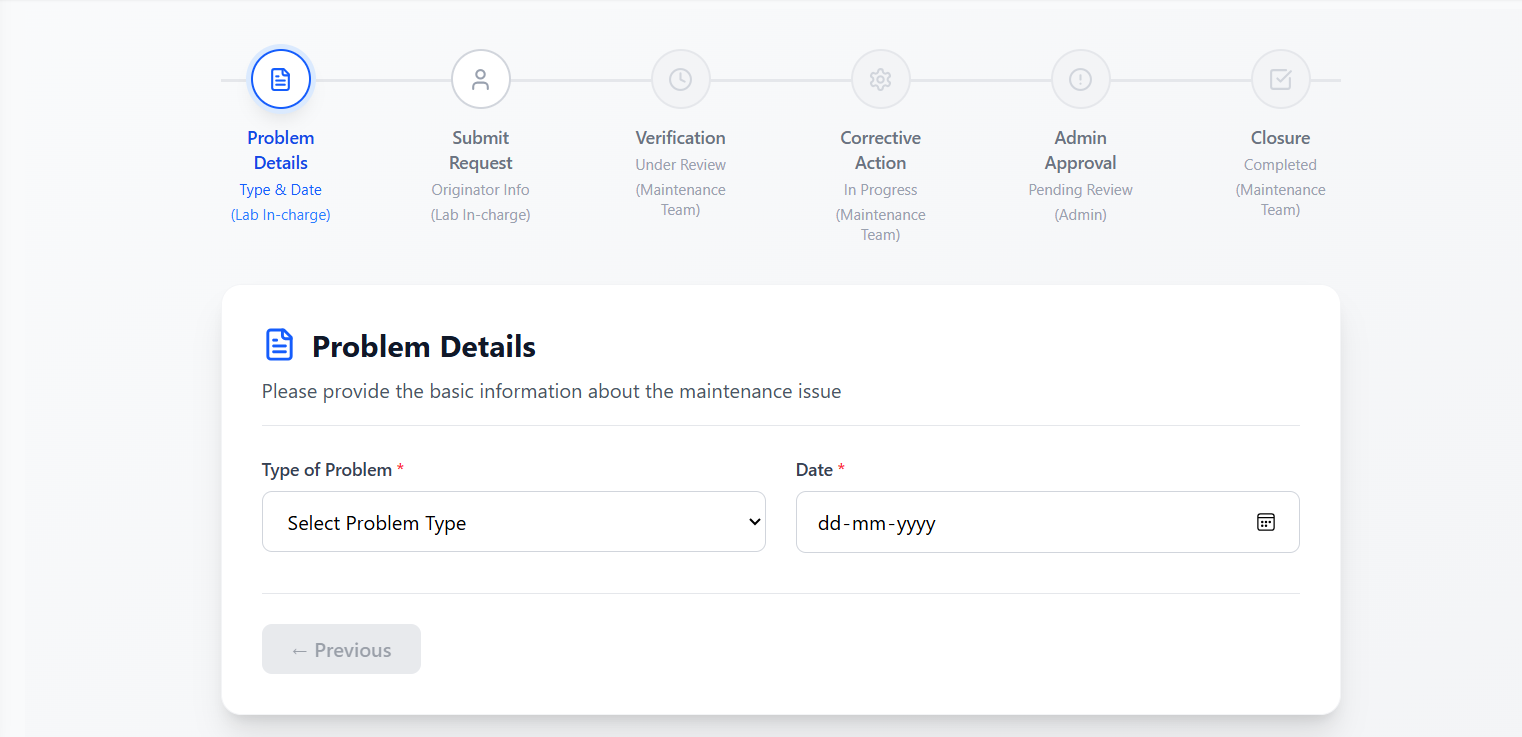 Problem
Details
Type & Date
(Lab In-charge)
Submit
Request
Originator Info
(Lab In-charge)
Verification
Under Review
(Maintenance
Team)
Corrective
Action
In Progress
(Maintenance
Team)
Admin
Approval
Pending Review
(Admin)
Closure
Completed
(Maintenance
Team)
Problem Details
Please provide the basic information about the maintenance issue
Type of Problem *
Select Problem Type
Date *
dd-mm-yyyy
← Previous